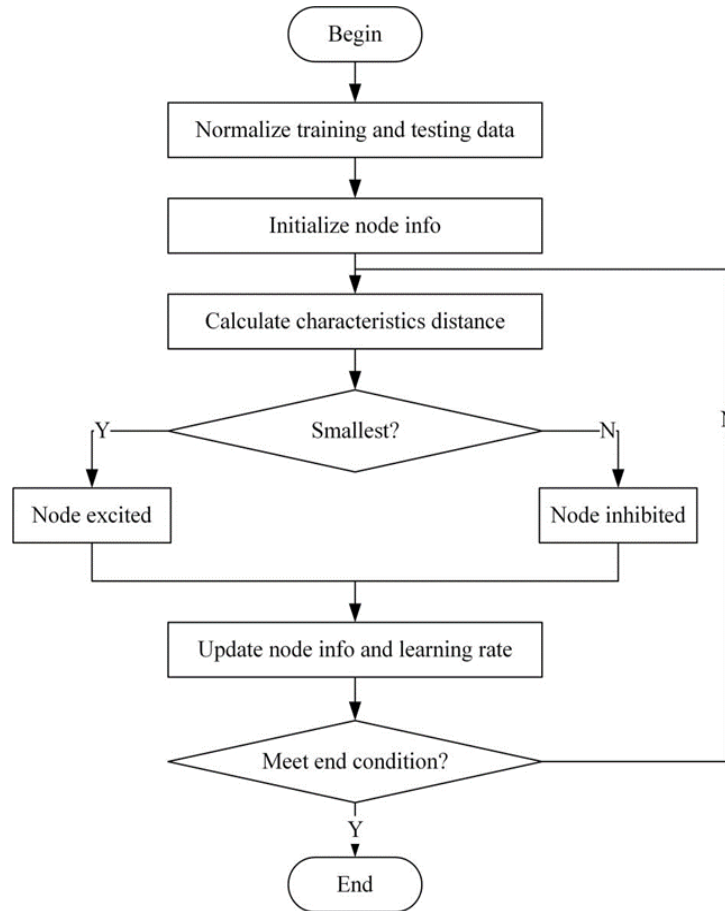 Begin
Normalize training and testing data
Initialize node info
Calculate characteristics distance
Smallest?
Y
N
N
Node excited
Node inhibited
Update node info and learning rate
Meet end condition?
Y
End